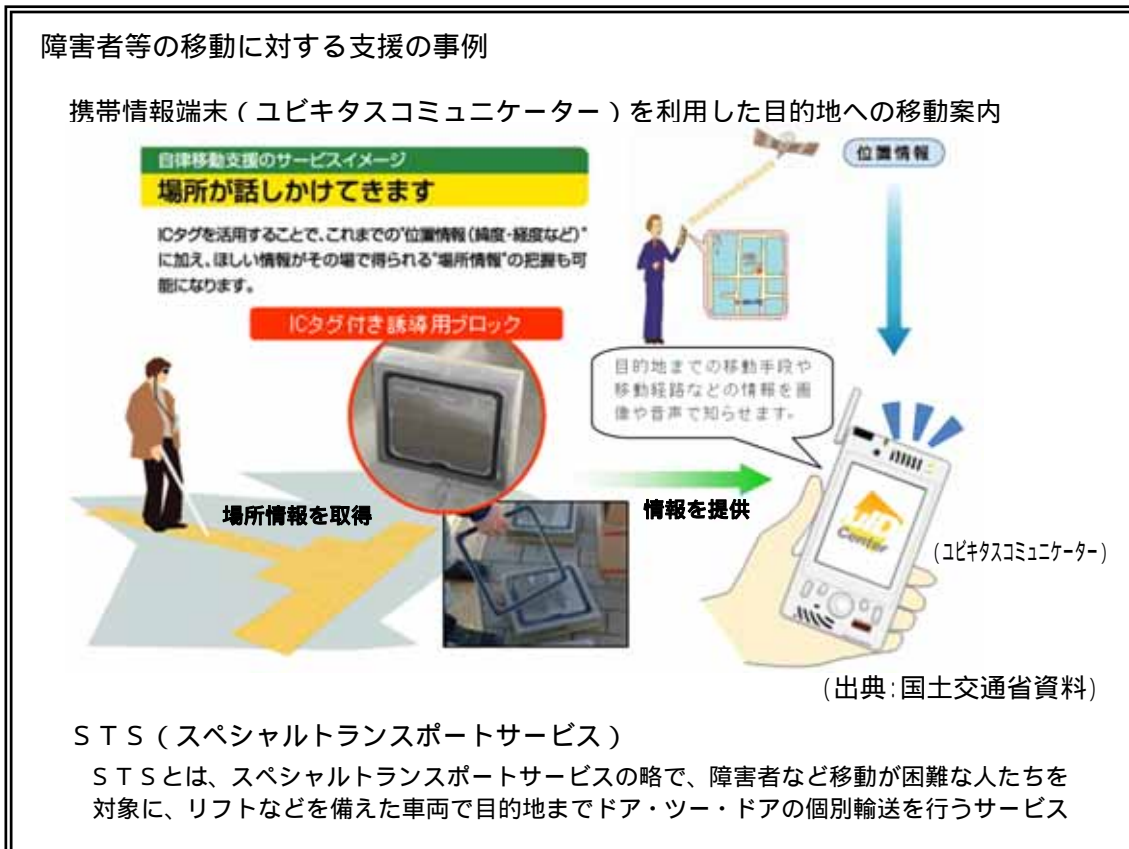 障害者等の移動に対する支援の事例
携帯情報端末(ユビキタスコミュニケーター)を利用した目的地への移動案内
自律移動支援のサービスイメージ
場所が話しかけてきます
ICタグを活用することで、これまでの"位置情報(緯度・経度など)"
に加え、ほしい情報がその場で得られる"場所情報"の把握も可
能になります。
位置情報
ICタグ付き誘導用ブロック
目的地までの移動手段や
移動経路などの情報を画
像や音声で知らせます。
場所情報を取得
情報を提供
uID
Center
(ユビキタスコミュニケーター)
(出典:国土交通省資料)
STS(スペシャルトランスポートサービス)
STSとは、スペシャルトランスポートサービスの略で、障害者など移動が困難な人たちを
対象に、リフトなどを備えた車両で目的地までドア・ツー・ドアの個別輸送を行うサービス